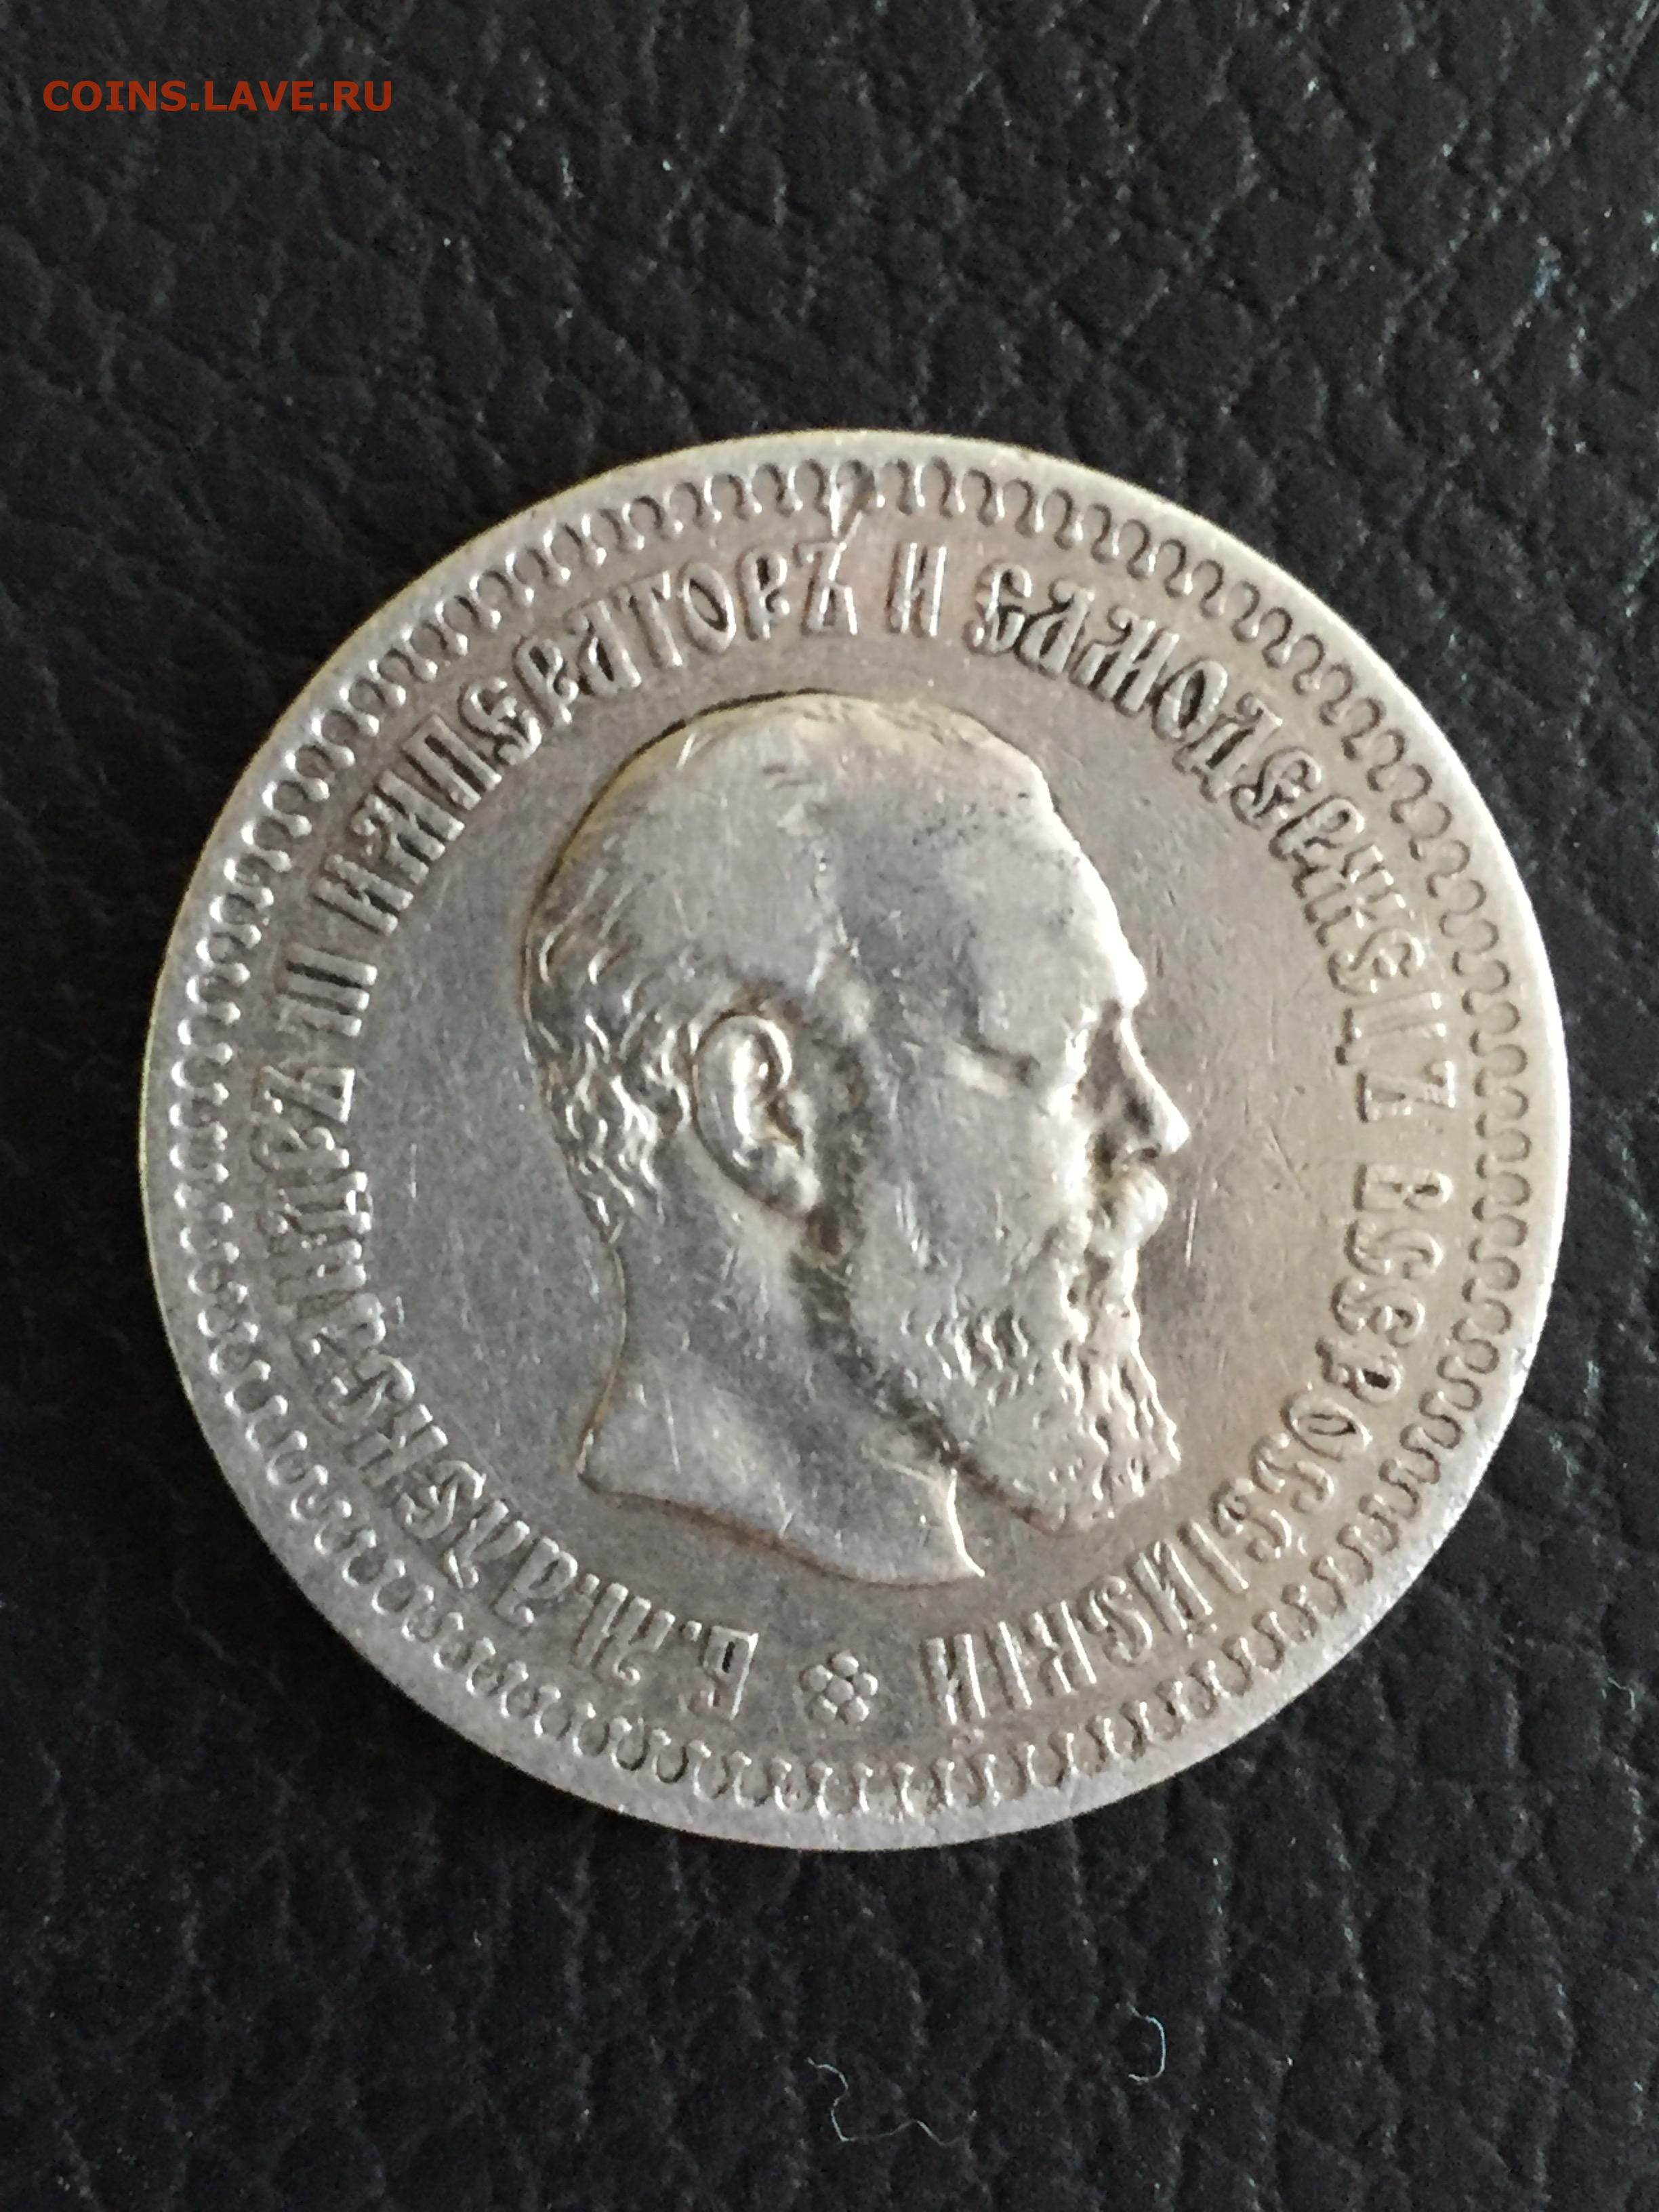 COINS.LAVE.RU
Б.М.АЛЕКСАНДРЪ III ИМПЕРАТОРЪ И САМОДЕРЖЕЦЪ ВСЕРОССІЙСКІЙ